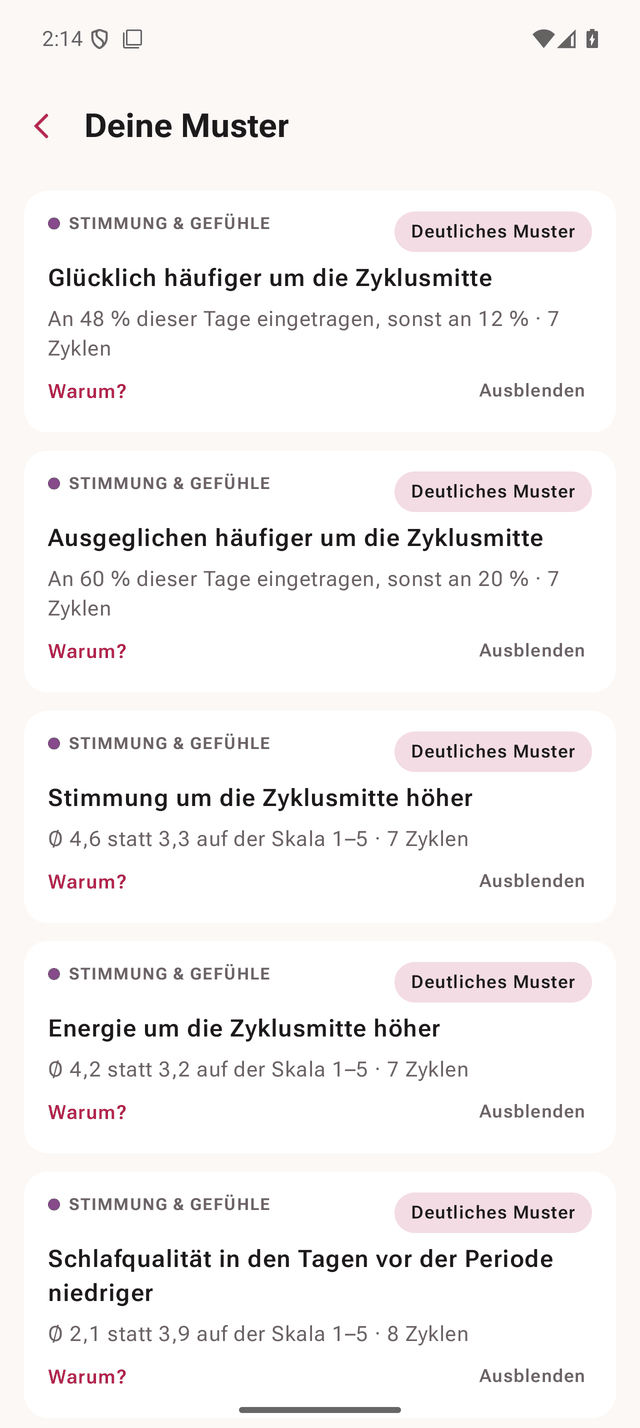 2:14
Deine Muster
STIMMUNG & GEFÜHLE
Deutliches Muster
Glücklich häufiger um die Zyklusmitte
An 48 % dieser Tage eingetragen, sonst an 12 % · 7
Zyklen
Warum?
Ausblenden
STIMMUNG & GEFÜHLE
Deutliches Muster
Ausgeglichen häufiger um die Zyklusmitte
An 60 % dieser Tage eingetragen, sonst an 20 % · 7
Zyklen
Warum?
Ausblenden
STIMMUNG & GEFÜHLE
Deutliches Muster
Stimmung um die Zyklusmitte höher
Ø 4,6 statt 3,3 auf der Skala 1–5 · 7 Zyklen
Warum?
Ausblenden
STIMMUNG & GEFÜHLE
Deutliches Muster
Energie um die Zyklusmitte höher
Ø 4,2 statt 3,2 auf der Skala 1–5 · 7 Zyklen
Warum?
Ausblenden
STIMMUNG & GEFÜHLE
Deutliches Muster
Schlafqualität in den Tagen vor der Periode
niedriger
Ø 2,1 statt 3,9 auf der Skala 1–5 · 8 Zyklen
Warum?
Ausblenden